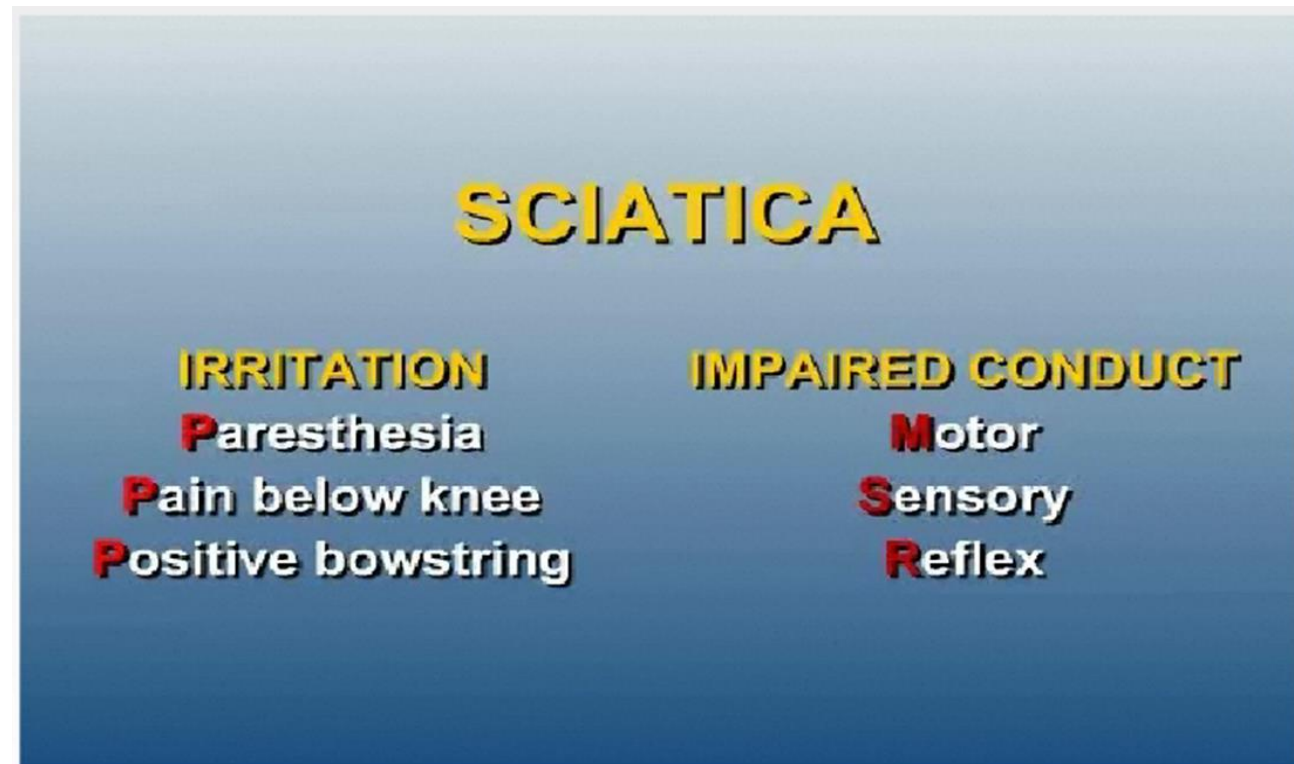 SCIATICA
IRRITATION
Paresthesia
Pain below knee
Positive bowstring
IMPAIRED CONDUCT
Motor
Sensory
Reflex